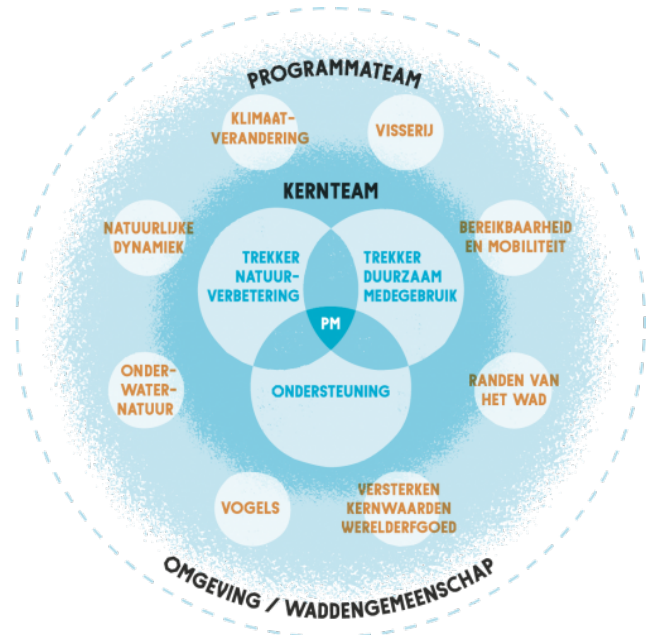 PROGRAMMATEAM
KLIMAAT-
VERANDERING
VISSERIJ
KERNTEAM
NATUURLIJKE
DYNAMIEK
BEREIKBAARHEID
EN MOBILITEIT
TREKKER
NATUUR-
VERBETERING
TREKKER
DUURZAAM
MEDEGEBRUIK
PM
ONDER-
WATER-
NATUUR
ONDERSTEUNING
RANDEN VAN
HET WAD
VOGELS
VERSTERKEN
KERNWAARDEN
WERELDERFGOED
OMGEVING / WADDENGEMEENSCHAP